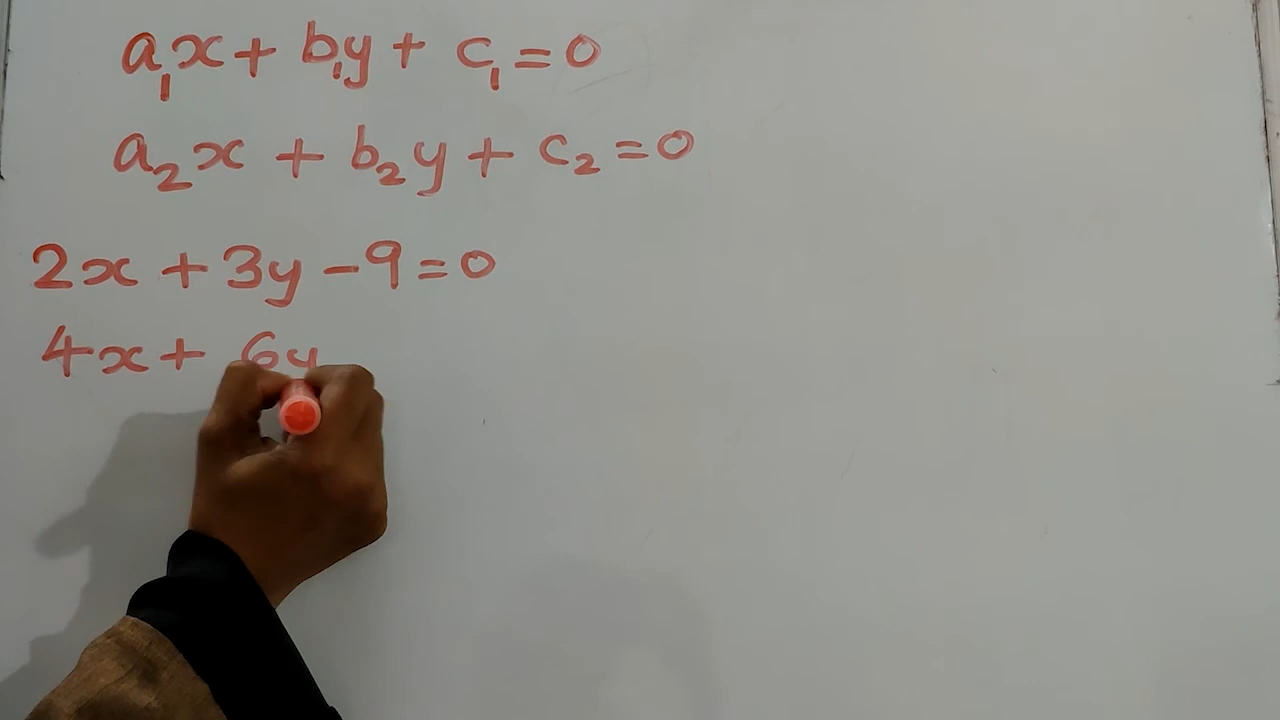 a₁x + b₁y + c₁ = 0
a₂x + b₂y + c₂ = 0
2x + 3y - 9 = 0
4x + 6y